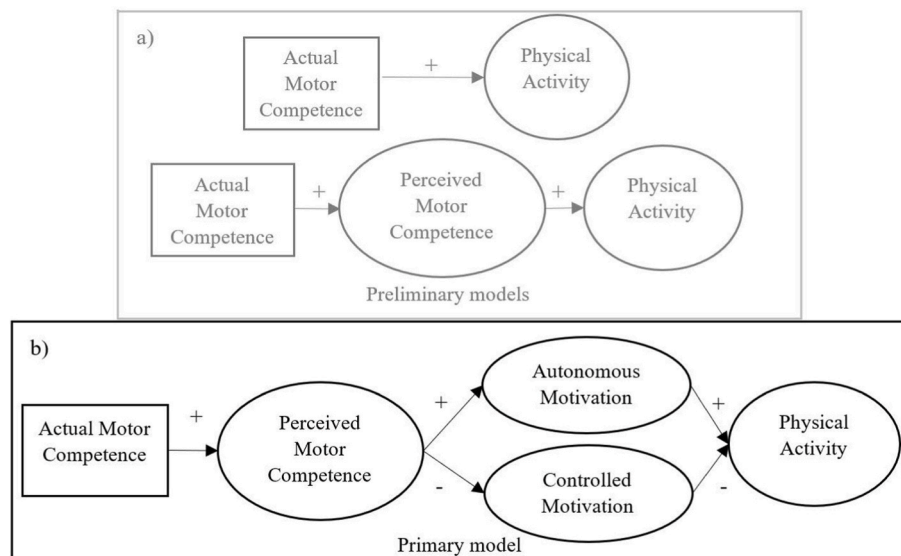 a)
Actual
Motor
Competence
+
Physical
Activity
Actual
Motor
Competence
+
Perceived
Motor
Competence
+
Physical
Activity
Preliminary models
b)
Actual Motor
Competence
+
Perceived
Motor
Competence
+
-
Autonomous
Motivation
Controlled
Motivation
+
-
Physical
Activity
Primary model